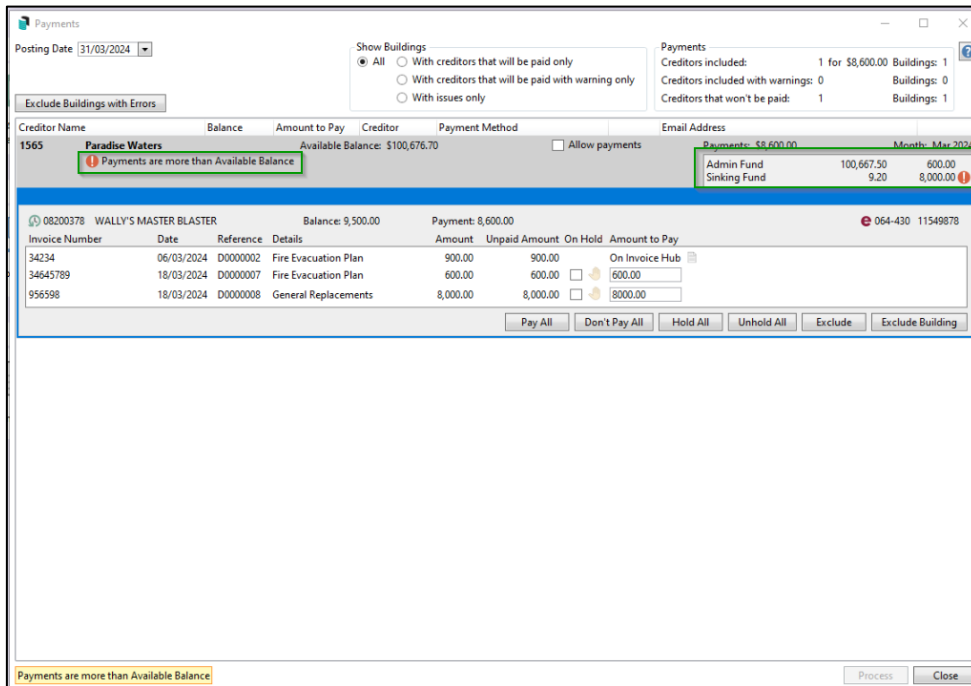 Payments
Posting Date 31/03/2024
Show Buildings
All With creditors that will be paid only
With creditors that will be paid with warning only
With issues only
Payments
Creditors included: 1 for $8,600.00 Buildings: 1
Creditors included with warnings: 0 Buildings: 0
Creditors that won't be paid: 1 Buildings: 1
Exclude Buildings with Errors
Creditor Name Balance Amount to Pay Creditor Payment Method Email Address
1565 Paradise Waters Available Balance: $100,676.70 Allow payments Payments: $8,600.00 Month: Mar 2024
Payments are more than Available Balance
Admin Fund 100,667.50 600.00
Sinking Fund 9.20 8,000.00
08200378 WALLY'S MASTER BLASTER Balance: 9,500.00 Payment: 8,600.00 064-430 11549878
Invoice Number Date Reference Details Amount Unpaid Amount On Hold Amount to Pay
34234 06/03/2024 D0000002 Fire Evacuation Plan 900.00 900.00 On Invoice Hub
34645789 18/03/2024 D0000007 Fire Evacuation Plan 600.00 600.00 600.00
956598 18/03/2024 D0000008 General Replacements 8,000.00 8,000.00 8000.00
Pay All Don't Pay All Hold All Unhold All Exclude Exclude Building
Payments are more than Available Balance
Process Close